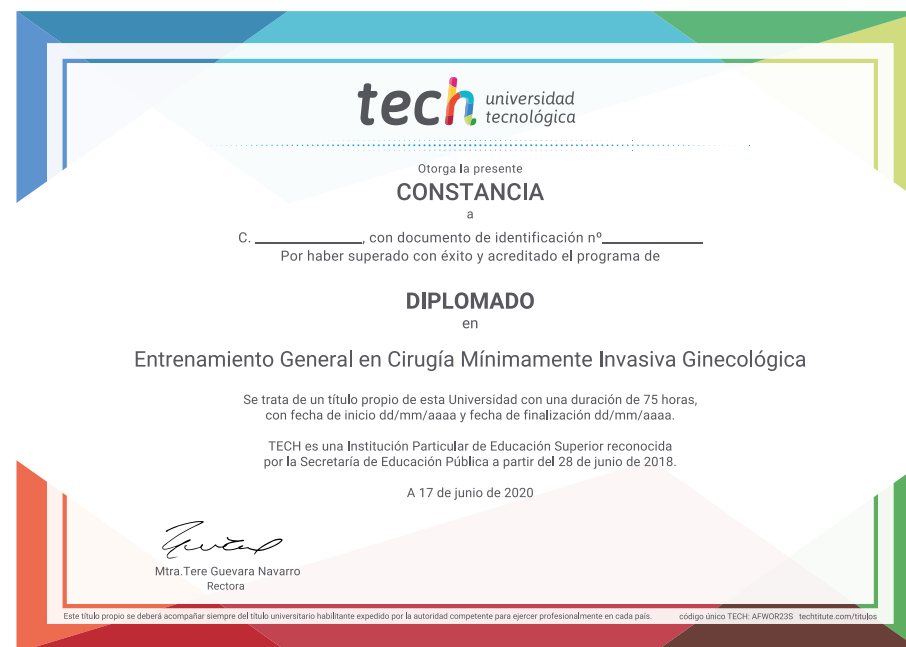 tech universidad
tecnológica
Otorga la presente
CONSTANCIA
a
C. ______________, con documento de identificación nº_____________
Por haber superado con éxito y acreditado el programa de
DIPLOMADO
en
Entrenamiento General en Cirugía Mínimamente Invasiva Ginecológica
Se trata de un título propio de esta Universidad con una duración de 75 horas,
con fecha de inicio dd/mm/aaaa y fecha de finalización dd/mm/aaaa.
TECH es una Institución Particular de Educación Superior reconocida
por la Secretaría de Educación Pública a partir del 28 de junio de 2018.
A 17 de junio de 2020
Mtra.Tere Guevara Navarro
Rectora
Este título propio se deberá acompañar siempre del título universitario habilitante expedido por la autoridad competente para ejercer profesionalmente en cada país. código único TECH: AFWOR23S techtitute.com/titulos